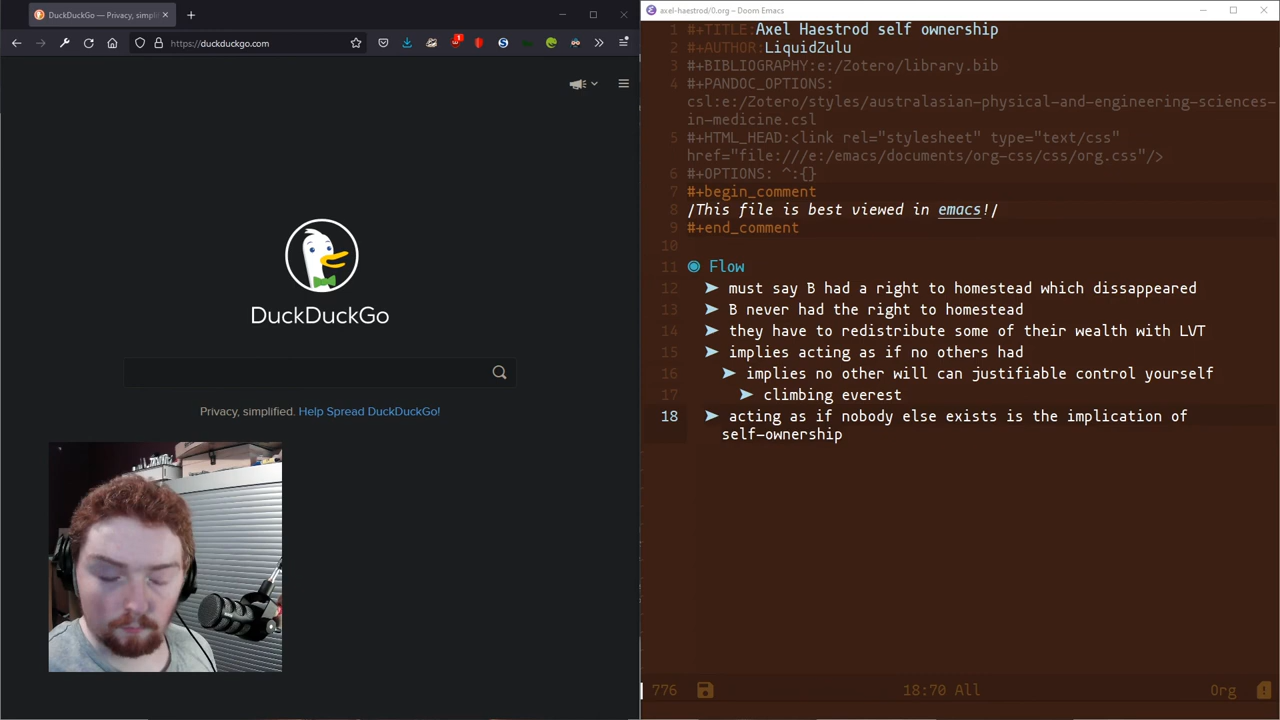 DuckDuckGo — Privacy, simpli
https://duckduckgo.com
DuckDuckGo
Privacy, simplified. Help Spread DuckDuckGo!
axel-haestrod/0.org – Doom Emacs
1 #+TITLE:Axel Haestrod self ownership
2 #+AUTHOR:LiquidZulu
3 #+BIBLIOGRAPHY:e:/Zotero/library.bib
4 #+PANDOC_OPTIONS:
csl:e:/Zotero/styles/australasian-physical-and-engineering-sciences-
in-medicine.csl
5 #+HTML_HEAD:<link rel="stylesheet" type="text/css"
href="file:///e:/emacs/documents/org-css/css/org.css"/>
6 #+OPTIONS: ^:{}
7 #+begin_comment
8 /This file is best viewed in emacs!/
9 #+end_comment
10
11 Flow
12 must say B had a right to homestead which dissappeared
13 B never had the right to homestead
14 they have to redistribute some of their wealth with LVT
15 implies acting as if no others had
16 implies no other will can justifiable control yourself
17 climbing everest
18 acting as if nobody else exists is the implication of
self-ownership
776 18:70 All Org